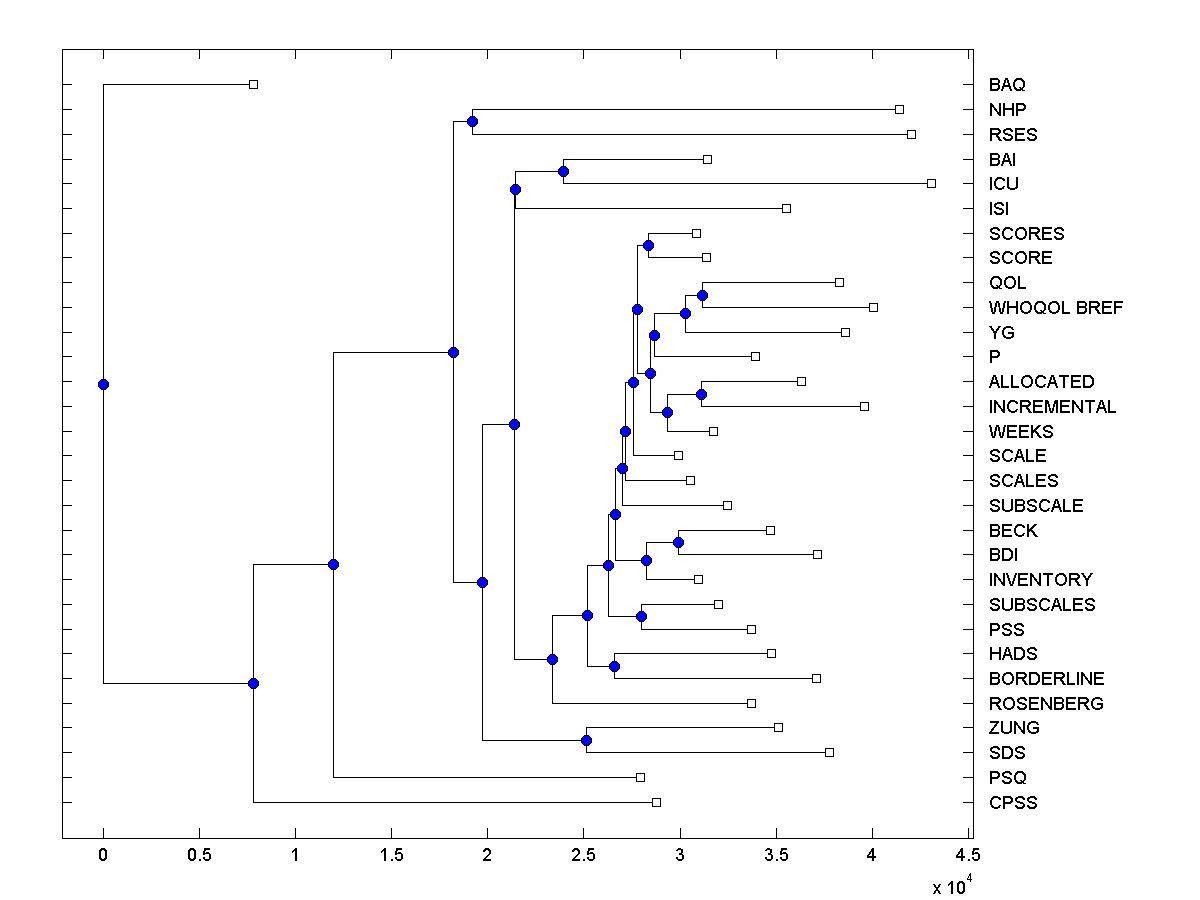 BAQ
NHP
RSES
BAI
ICU
ISI
SCORES
SCORE
QOL
WHOQOL BREF
YG
P
ALLOCATED
INCREMENTAL
WEEKS
SCALE
SCALES
SUBSCALE
BECK
BDI
INVENTORY
SUBSCALES
PSS
HADS
BORDERLINE
ROSENBERG
ZUNG
SDS
PSQ
CPSS
0 0.5 1 1.5 2 2.5 3 3.5 4 4.5
x 10^4